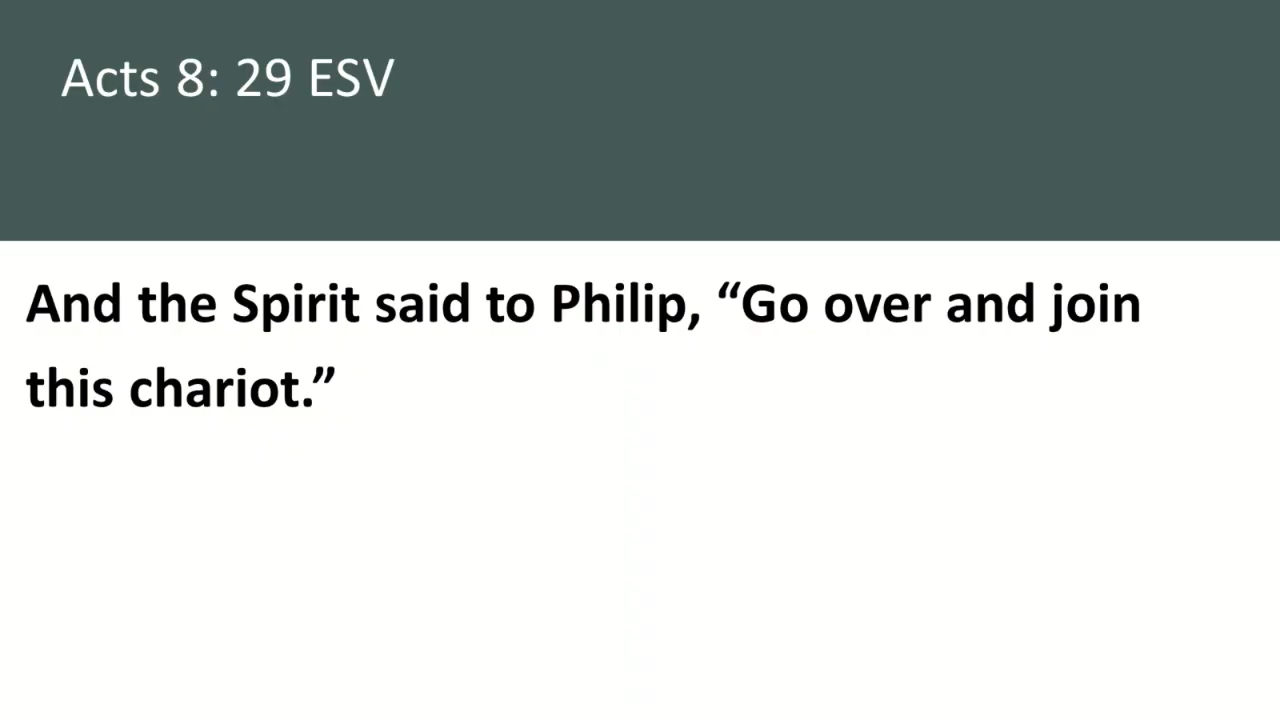 Acts 8: 29 ESV
And the Spirit said to Philip, “Go over and join
this chariot.”